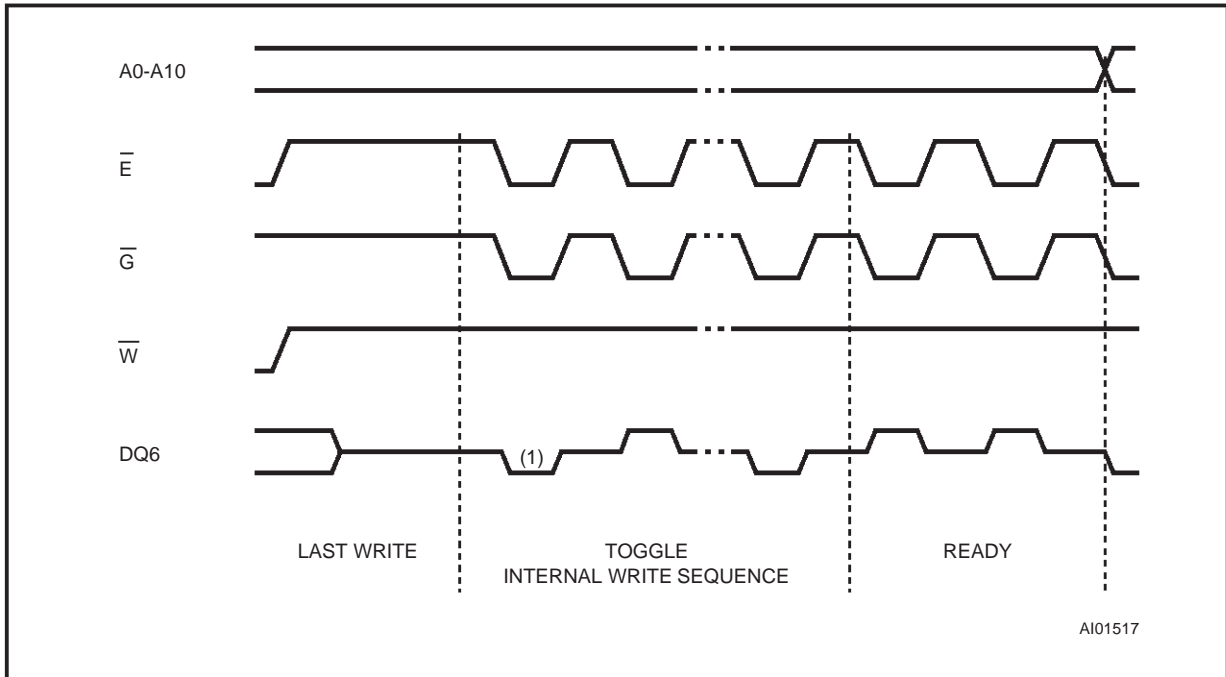 A0-A10
E
G
W
DQ6
(1)
LAST WRITE
TOGGLE
INTERNAL WRITE SEQUENCE
READY
AI01517